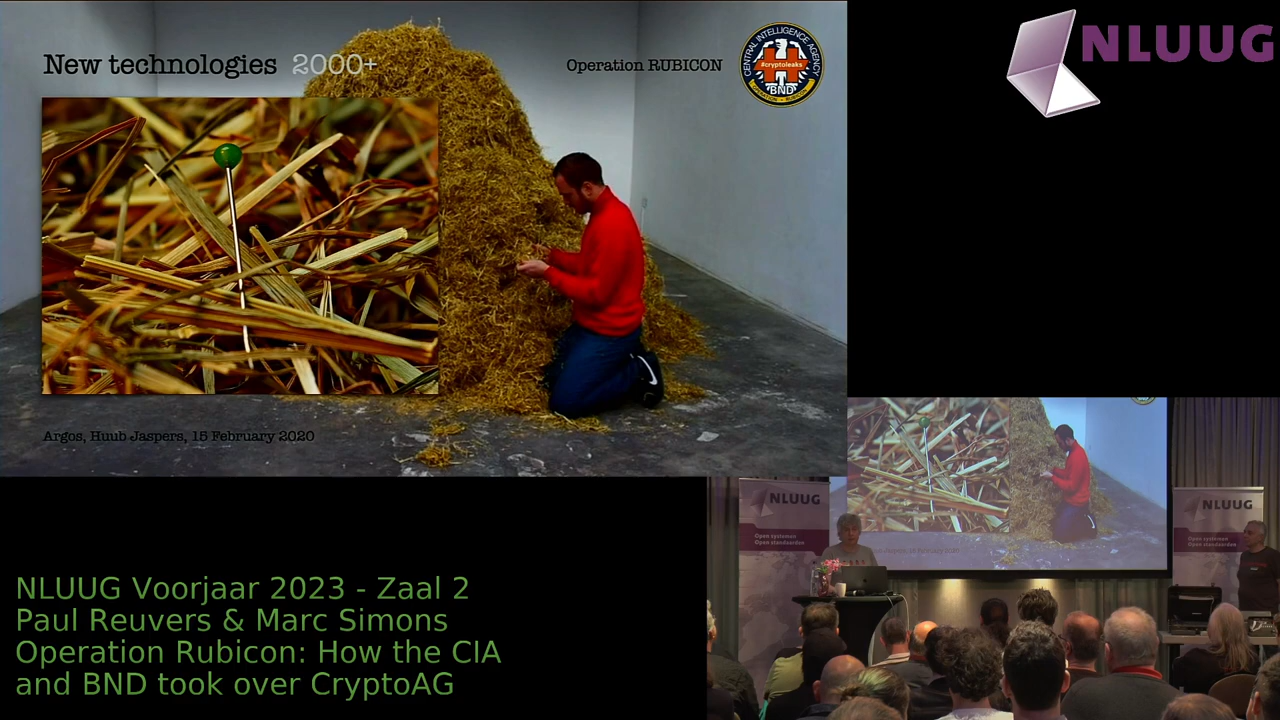 New technologies 2000+
Operation RUBICON
CENTRAL INTELLIGENCE AGENCY
#cryptoleaks
BND
OPERATION RUBICON
Argos, Huub Jaspers, 15 February 2020
NLUUG
NLUUG
Open systemen
Open standaarden
NLUUG
Open systemen
Open standaarden
NLUUG Voorjaar 2023 - Zaal 2
Paul Reuvers & Marc Simons
Operation Rubicon: How the CIA
and BND took over CryptoAG